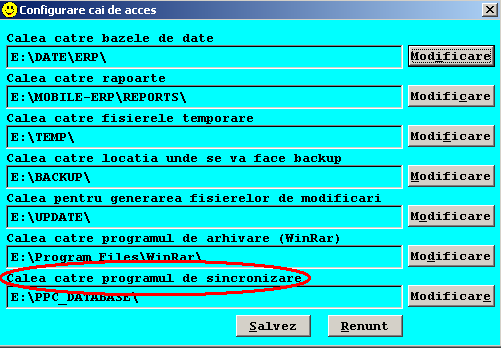 Configurare cai de acces
Calea catre bazele de date
E:\DATE\ERP\ Modificare
Calea catre rapoarte
E:\MOBILE-ERP\REPORTS\ Modificare
Calea catre fisierele temporare
E:\TEMP\ Modificare
Calea catre locatia unde se va face backup
E:\BACKUP\ Modificare
Calea pentru generarea fisierelor de modificari
E:\UPDATE\ Modificare
Calea catre programul de arhivare (WinRar)
E:\Program Files\WinRar\ Modificare
Calea catre programul de sincronizare
E:\PPC_DATABASE\ Modificare
Salvez Renunt